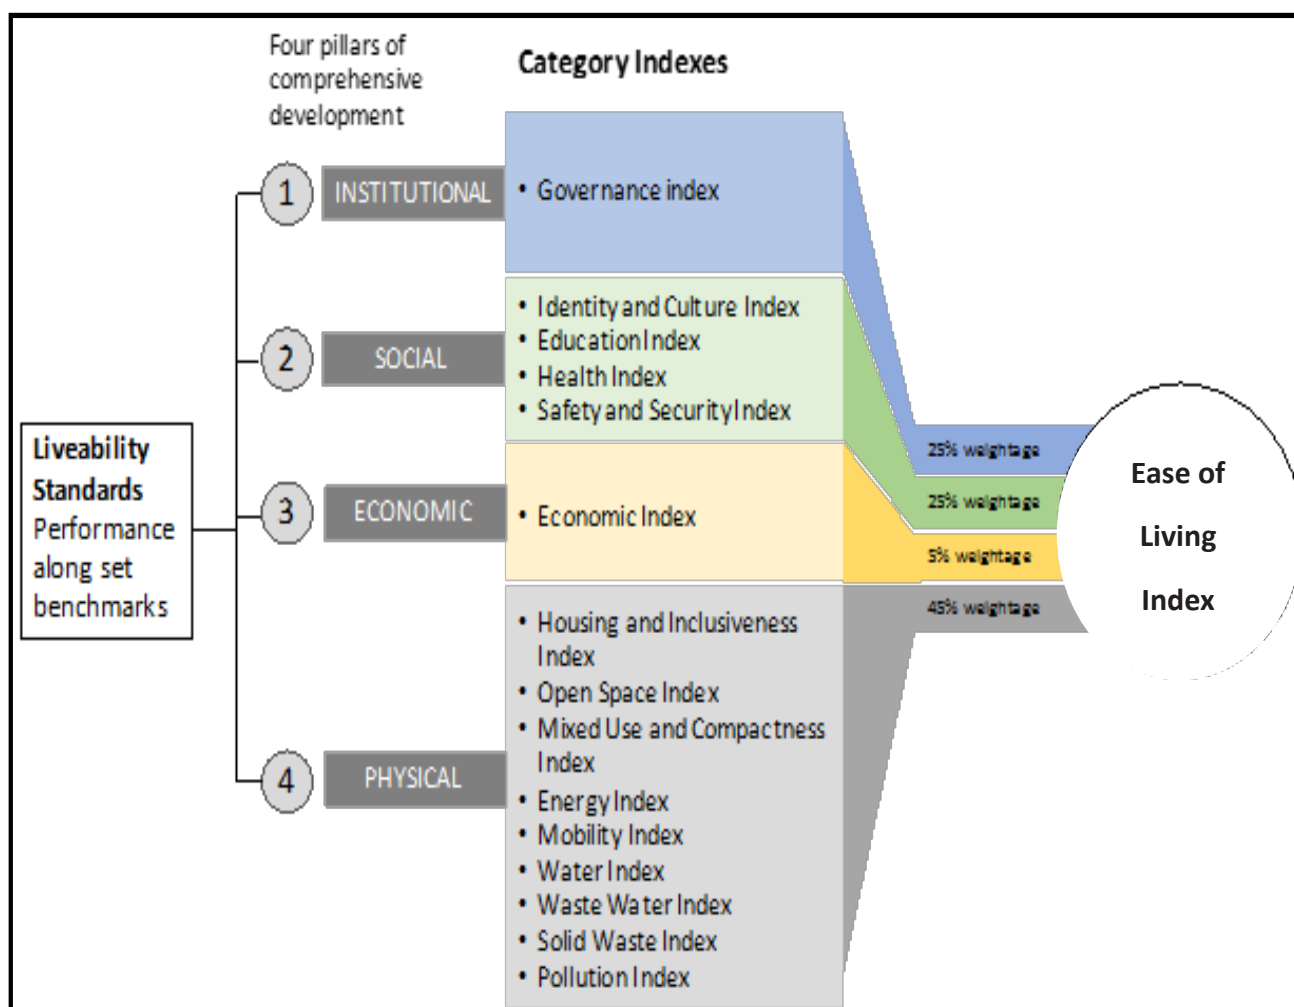 Four pillars of
comprehensive
development
Category Indexes
1
INSTITUTIONAL
• Governance index
2
SOCIAL
• Identity and Culture Index
• Education Index
• Health Index
• Safety and Security Index
Liveability
Standards
Performance
along set
benchmarks
3
ECONOMIC
• Economic Index
4
PHYSICAL
• Housing and Inclusiveness
Index
• Open Space Index
• Mixed Use and Compactness
Index
• Energy Index
• Mobility Index
• Water Index
• Waste Water Index
• Solid Waste Index
• Pollution Index
25% weightage
25% weightage
5% weightage
45% weightage
Ease of
Living
Index